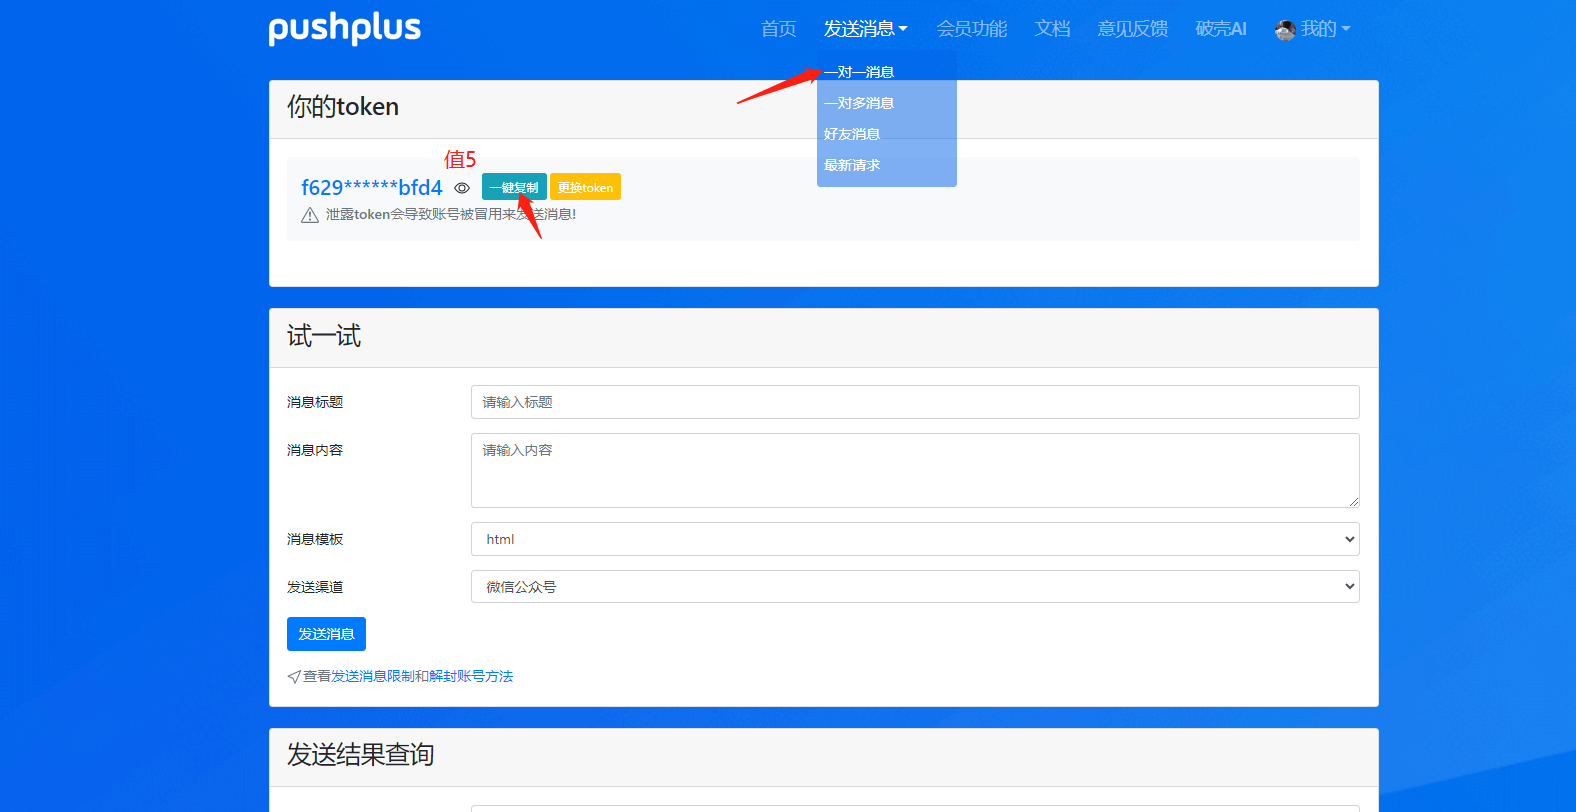 pushplus
首页 发送消息 会员功能 文档 意见反馈 破壳AI 我的
一对一消息
一对多消息
好友消息
最新请求
你的token
值5
f629******bfd4 一键复制 更换token
泄露token会导致账号被冒用来发送消息!
试一试
消息标题 请输入标题
消息内容 请输入内容
消息模板 html
发送渠道 微信公众号
发送消息
查看发送消息限制和解封账号方法
发送结果查询